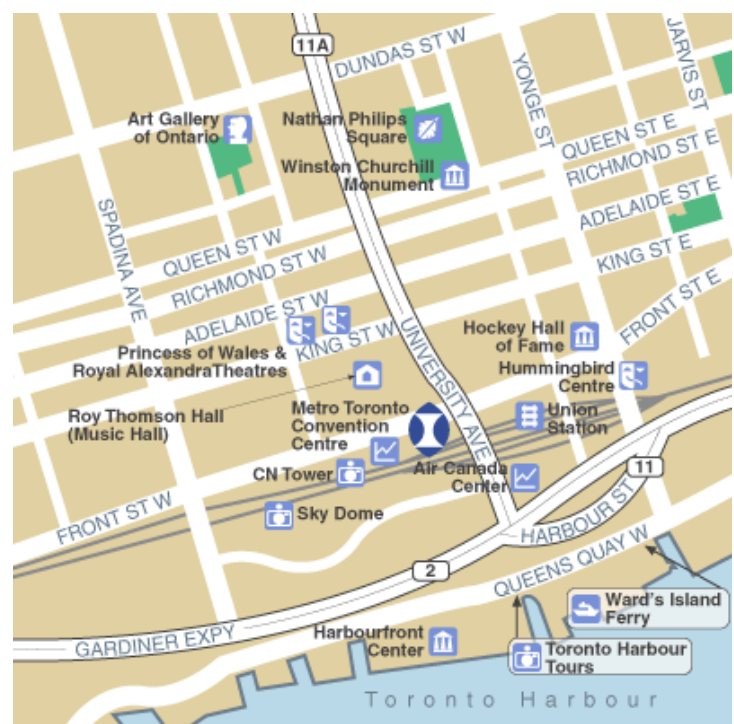 11A
DUNDAS ST W
YONGE ST
JARVIS ST
Art Gallery
of Ontario
Nathan Philips
Square
Winston Churchill
Monument
QUEEN ST E
RICHMOND ST E
ADELAIDE ST E
KING ST E
FRONT ST E
SPADINA AVE
QUEEN ST W
RICHMOND ST W
ADELAIDE ST W
KING ST W
UNIVERSITY AVE
Princess of Wales &
Royal AlexandraTheatres
Hockey Hall
of Fame
Hummingbird
Centre
Roy Thomson Hall
(Music Hall)
Metro Toronto
Convention
Centre
Union
Station
CN Tower
Air Canada
Center
11
FRONT ST W
Sky Dome
HARBOUR ST
2
QUEENS QUAY W
GARDINER EXPY
Ward's Island
Ferry
Harbourfront
Center
Toronto Harbour
Tours
Toronto Harbour